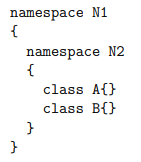 namespace N1
{
  namespace N2
  {
    class A{}
    class B{}
  }
}